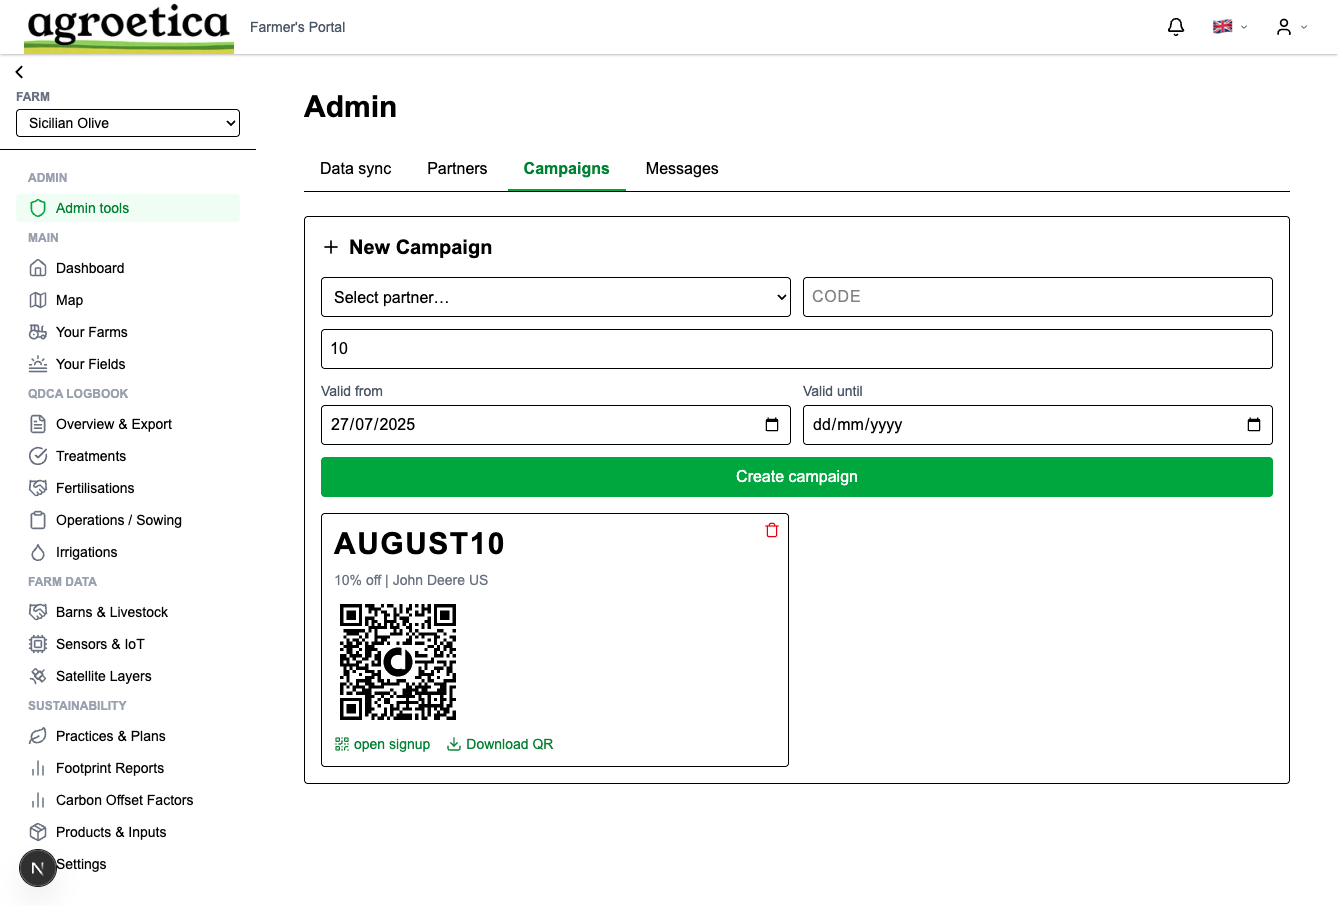 agroetica
Farmer's Portal
FARM
Sicilian Olive
ADMIN
Admin tools
MAIN
Dashboard
Map
Your Farms
Your Fields
QDCA LOGBOOK
Overview & Export
Treatments
Fertilisations
Operations / Sowing
Irrigations
FARM DATA
Barns & Livestock
Sensors & IoT
Satellite Layers
SUSTAINABILITY
Practices & Plans
Footprint Reports
Carbon Offset Factors
Products & Inputs
Settings
N
Admin
Data sync Partners Campaigns Messages
New Campaign
Select partner… CODE
10
Valid from Valid until
27/07/2025 dd/mm/yyyy
Create campaign
AUGUST10
10% off | John Deere US
open signup Download QR